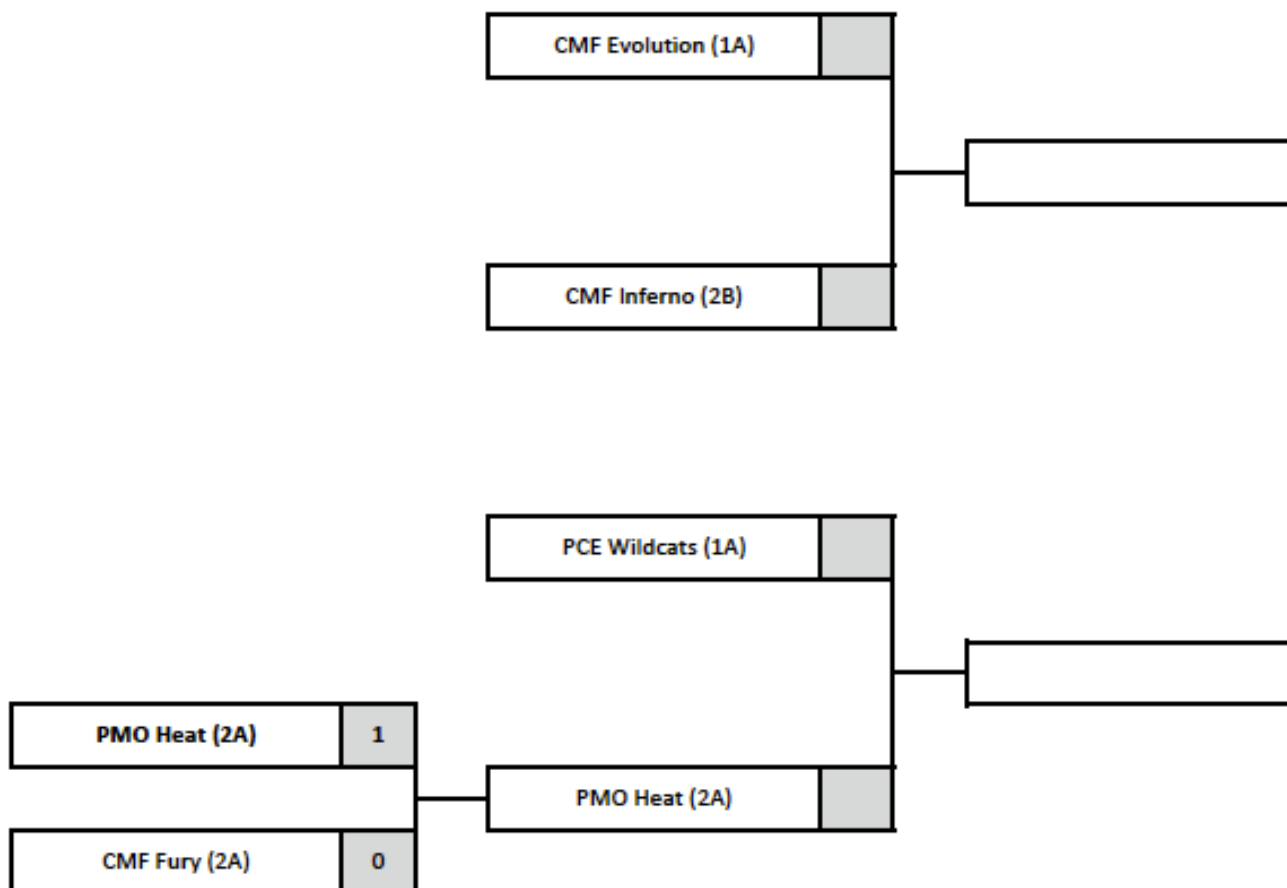 CMF Evolution (1A)
CMF Inferno (2B)
PCE Wildcats (1A)
PMO Heat (2A) 1
PMO Heat (2A)
CMF Fury (2A) 0